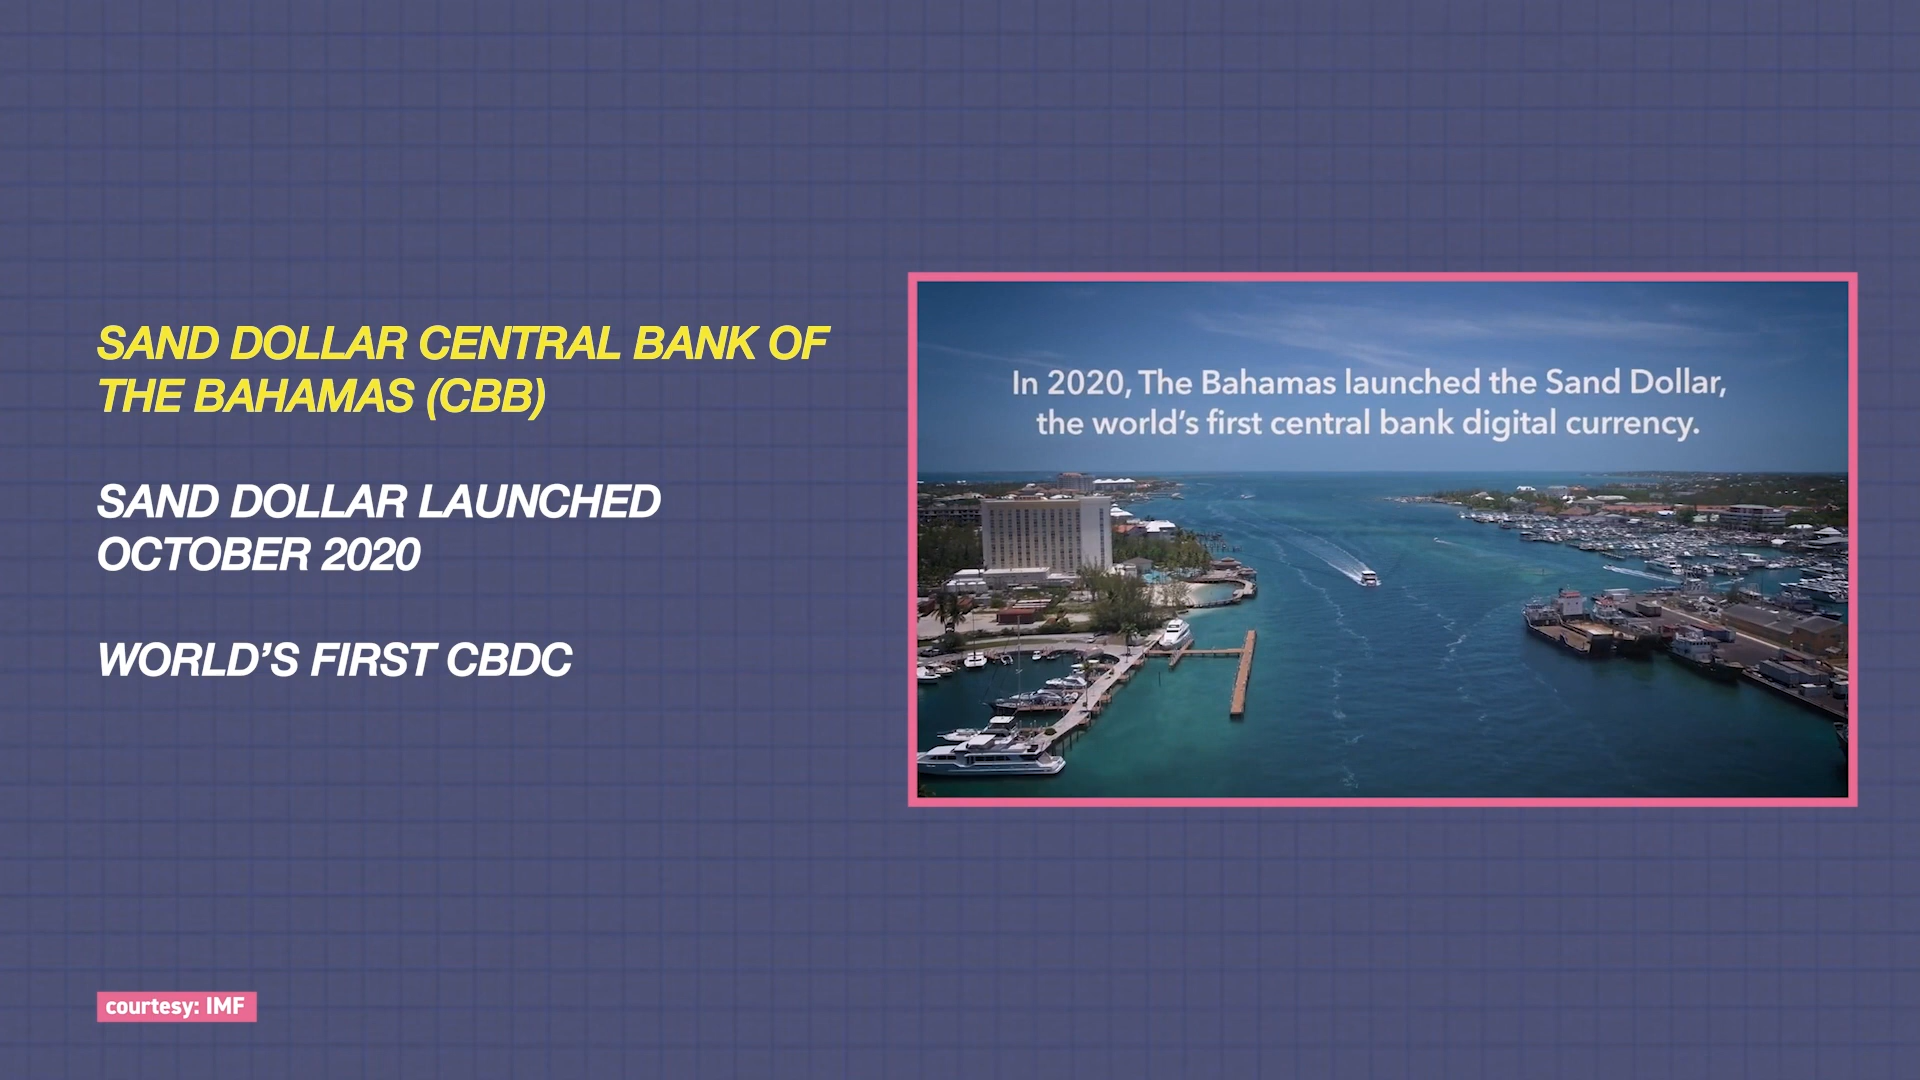 SAND DOLLAR CENTRAL BANK OF
THE BAHAMAS (CBB)
SAND DOLLAR LAUNCHED
OCTOBER 2020
WORLD’S FIRST CBDC
In 2020, The Bahamas launched the Sand Dollar,
the world’s first central bank digital currency.
courtesy: IMF